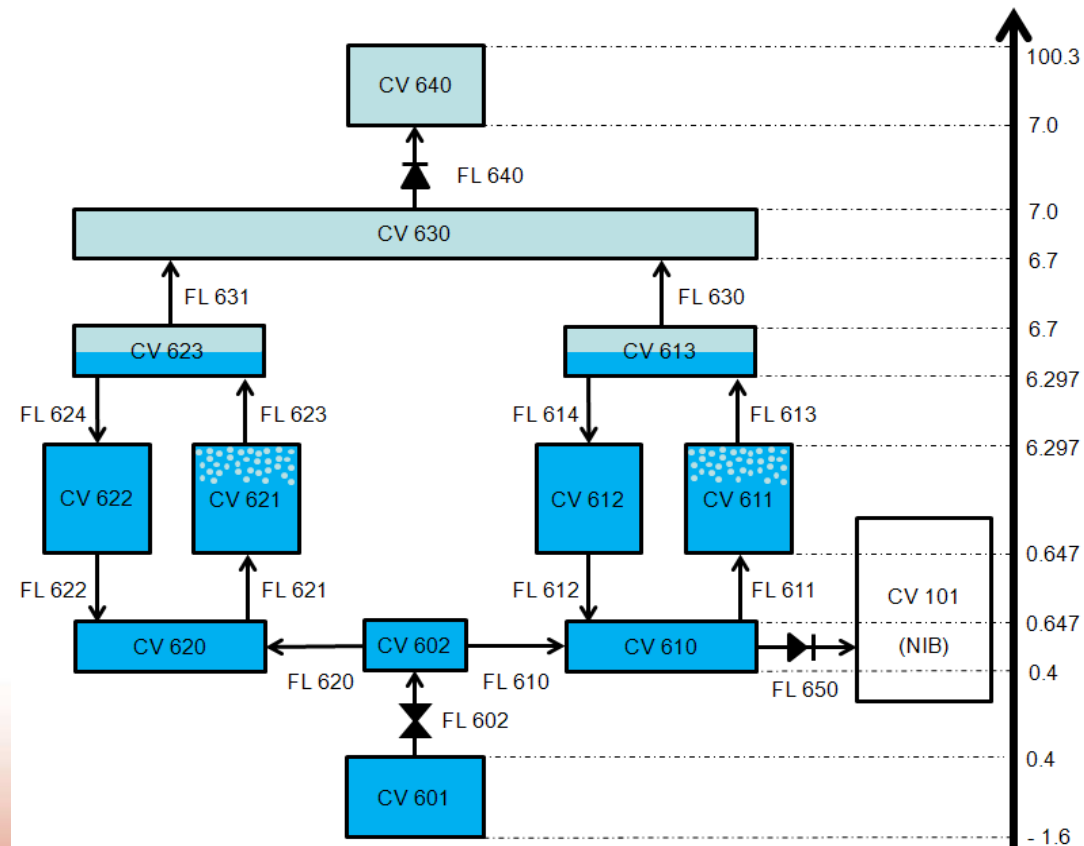 100.3
CV 640
7.0
FL 640
7.0
CV 630
6.7
FL 631
FL 630
6.7
CV 623
CV 613
6.297
FL 624
FL 623
FL 614
FL 613
6.297
CV 622
CV 621
CV 612
CV 611
0.647
FL 622
FL 621
FL 612
FL 611
CV 101
(NIB)
0.647
CV 620
CV 602
CV 610
0.4
FL 620
FL 610
FL 650
FL 602
0.4
CV 601
- 1.6